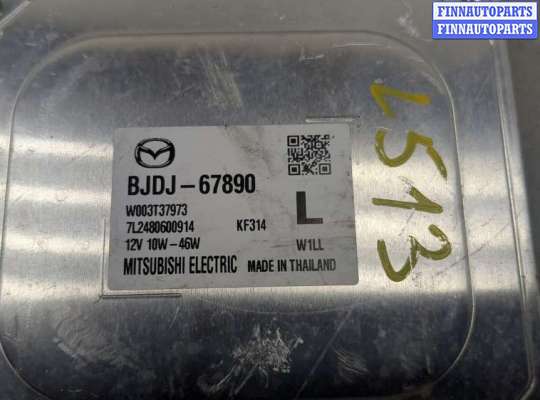 FINNAUTOPARTS
FINNAUTOPARTS
L513
BJDJ-67890
W003T37973
7L2480600914 KF314
L
12V 10W-46W W1LL
MITSUBISHI ELECTRIC MADE IN THAILAND